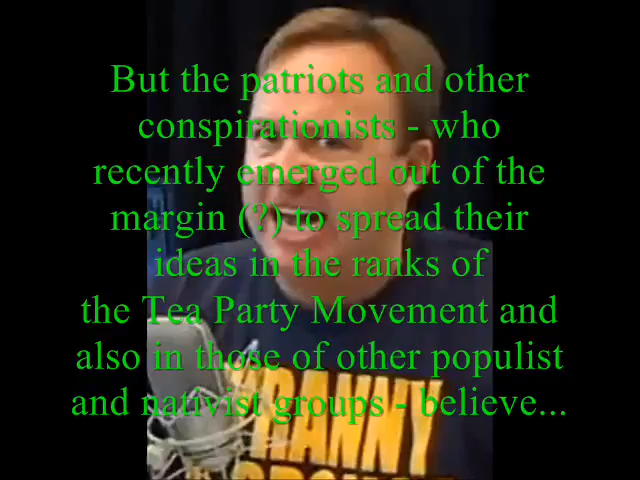 But the patriots and other
conspirationists - who
recently emerged out of the
margin (?) to spread their
ideas in the ranks of
the Tea Party Movement and
also in those of other populist
and nativist groups - believe...
RANNY